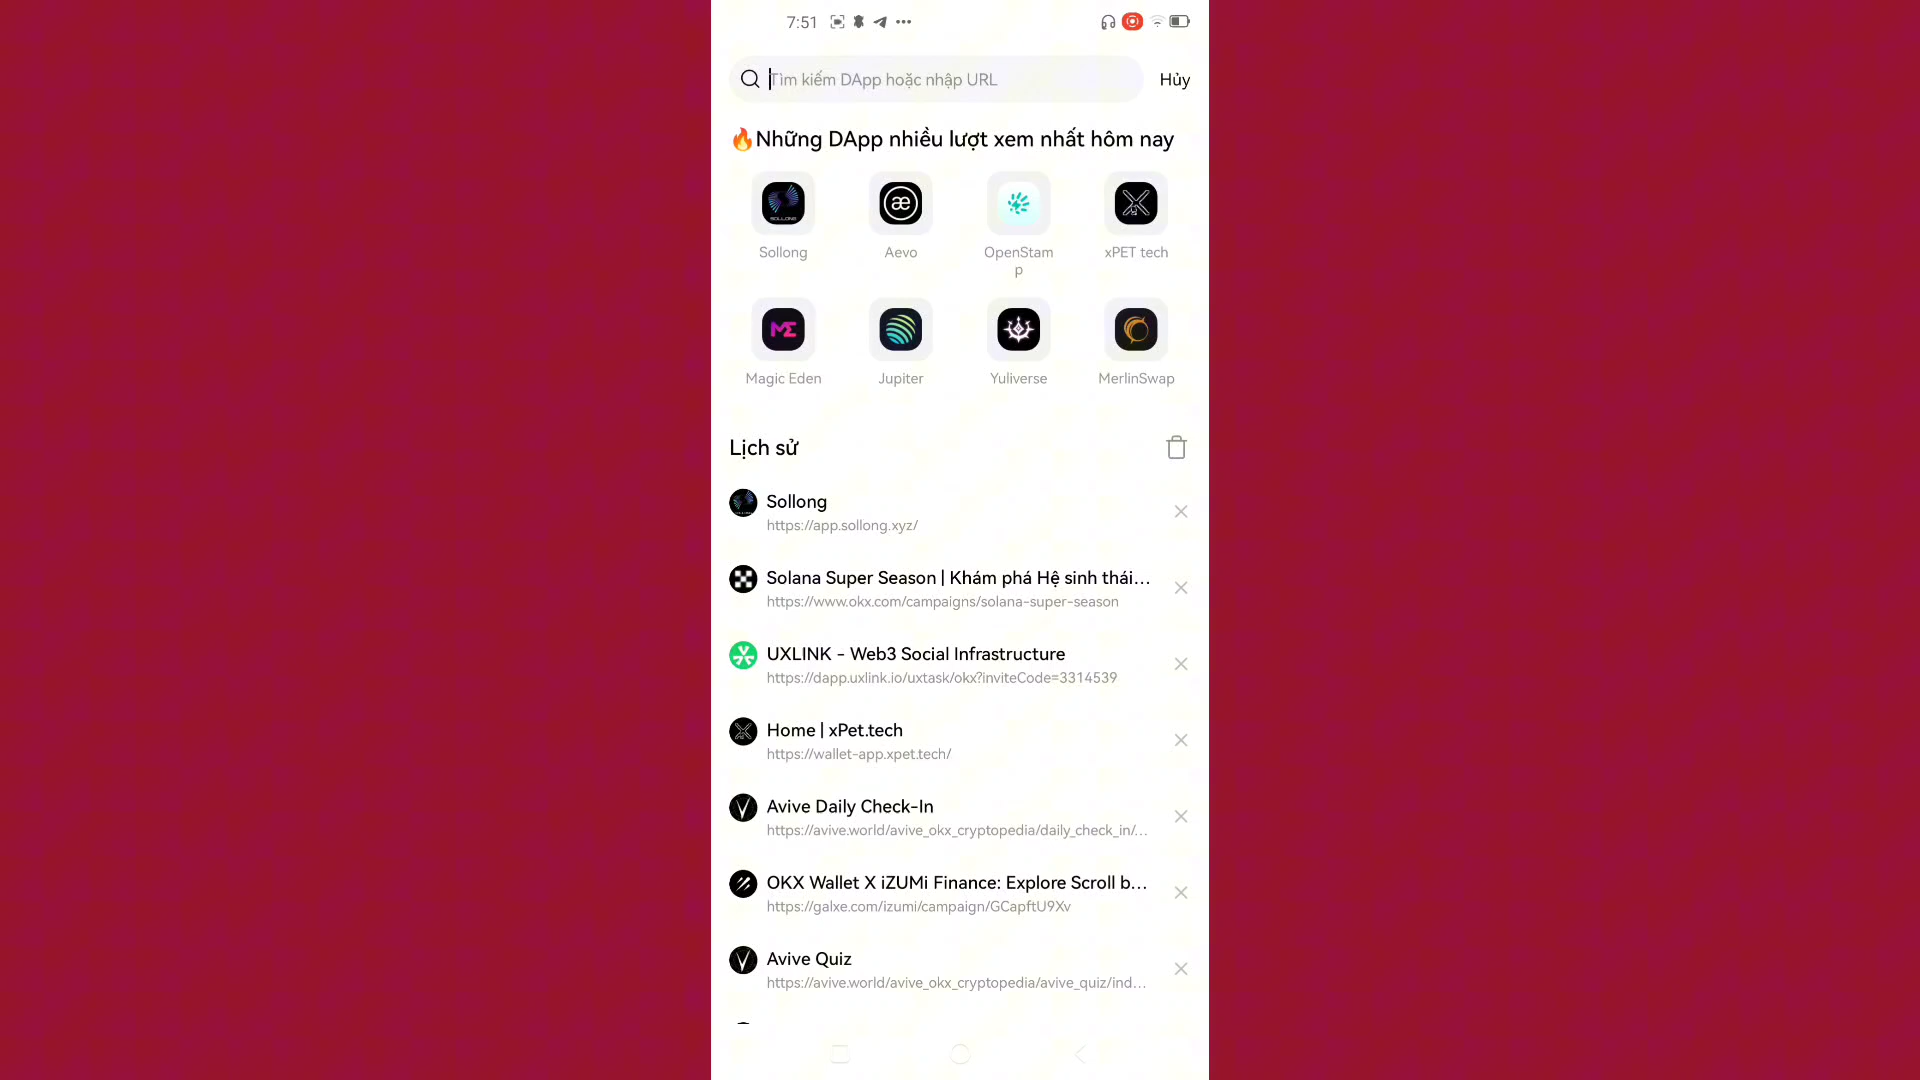 7:51
Tìm kiếm DApp hoặc nhập URL
Hủy
🔥Những DApp nhiều lượt xem nhất hôm nay
SOLLONG
æ
ME
Sollong
Aevo
OpenStam
p
xPET tech
Magic Eden
Jupiter
Yuliverse
MerlinSwap
Lịch sử
Sollong
https://app.sollong.xyz/
Solana Super Season | Khám phá Hệ sinh thái...
https://www.okx.com/campaigns/solana-super-season
UXLINK - Web3 Social Infrastructure
https://dapp.uxlink.io/uxtask/okx?inviteCode=3314539
Home | xPet.tech
https://wallet-app.xpet.tech/
Avive Daily Check-In
https://avive.world/avive_okx_cryptopedia/daily_check_in/...
OKX Wallet X iZUMi Finance: Explore Scroll b...
https://galxe.com/izumi/campaign/GCapftU9Xv
Avive Quiz
https://avive.world/avive_okx_cryptopedia/avive_quiz/ind...